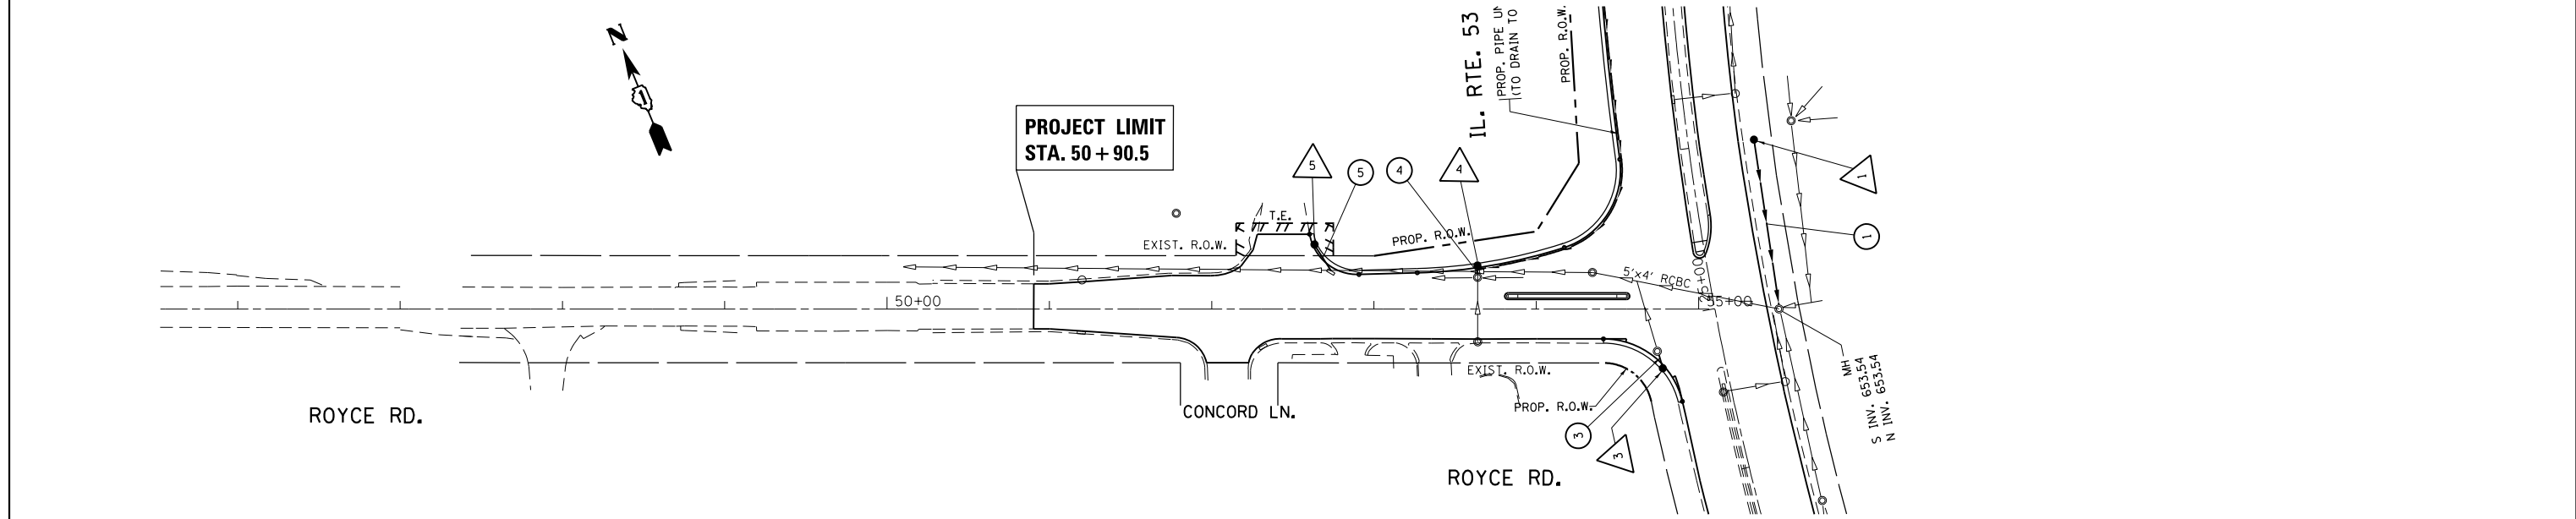 N
PROJECT LIMIT
STA. 50 + 90.5
IL. RTE. 53
PROP. PIPE UN
(TO DRAIN TO
PROP. R.O.W.
5
5
4
4
1
1
T.E.
EXIST. R.O.W.
PROP. R.O.W.
5'x4' RCBC
50+00
55+00
EXIST. R.O.W.
PROP. R.O.W.
MH
S INV. 653.54
N INV. 653.54
ROYCE RD.
CONCORD LN.
3
3
ROYCE RD.